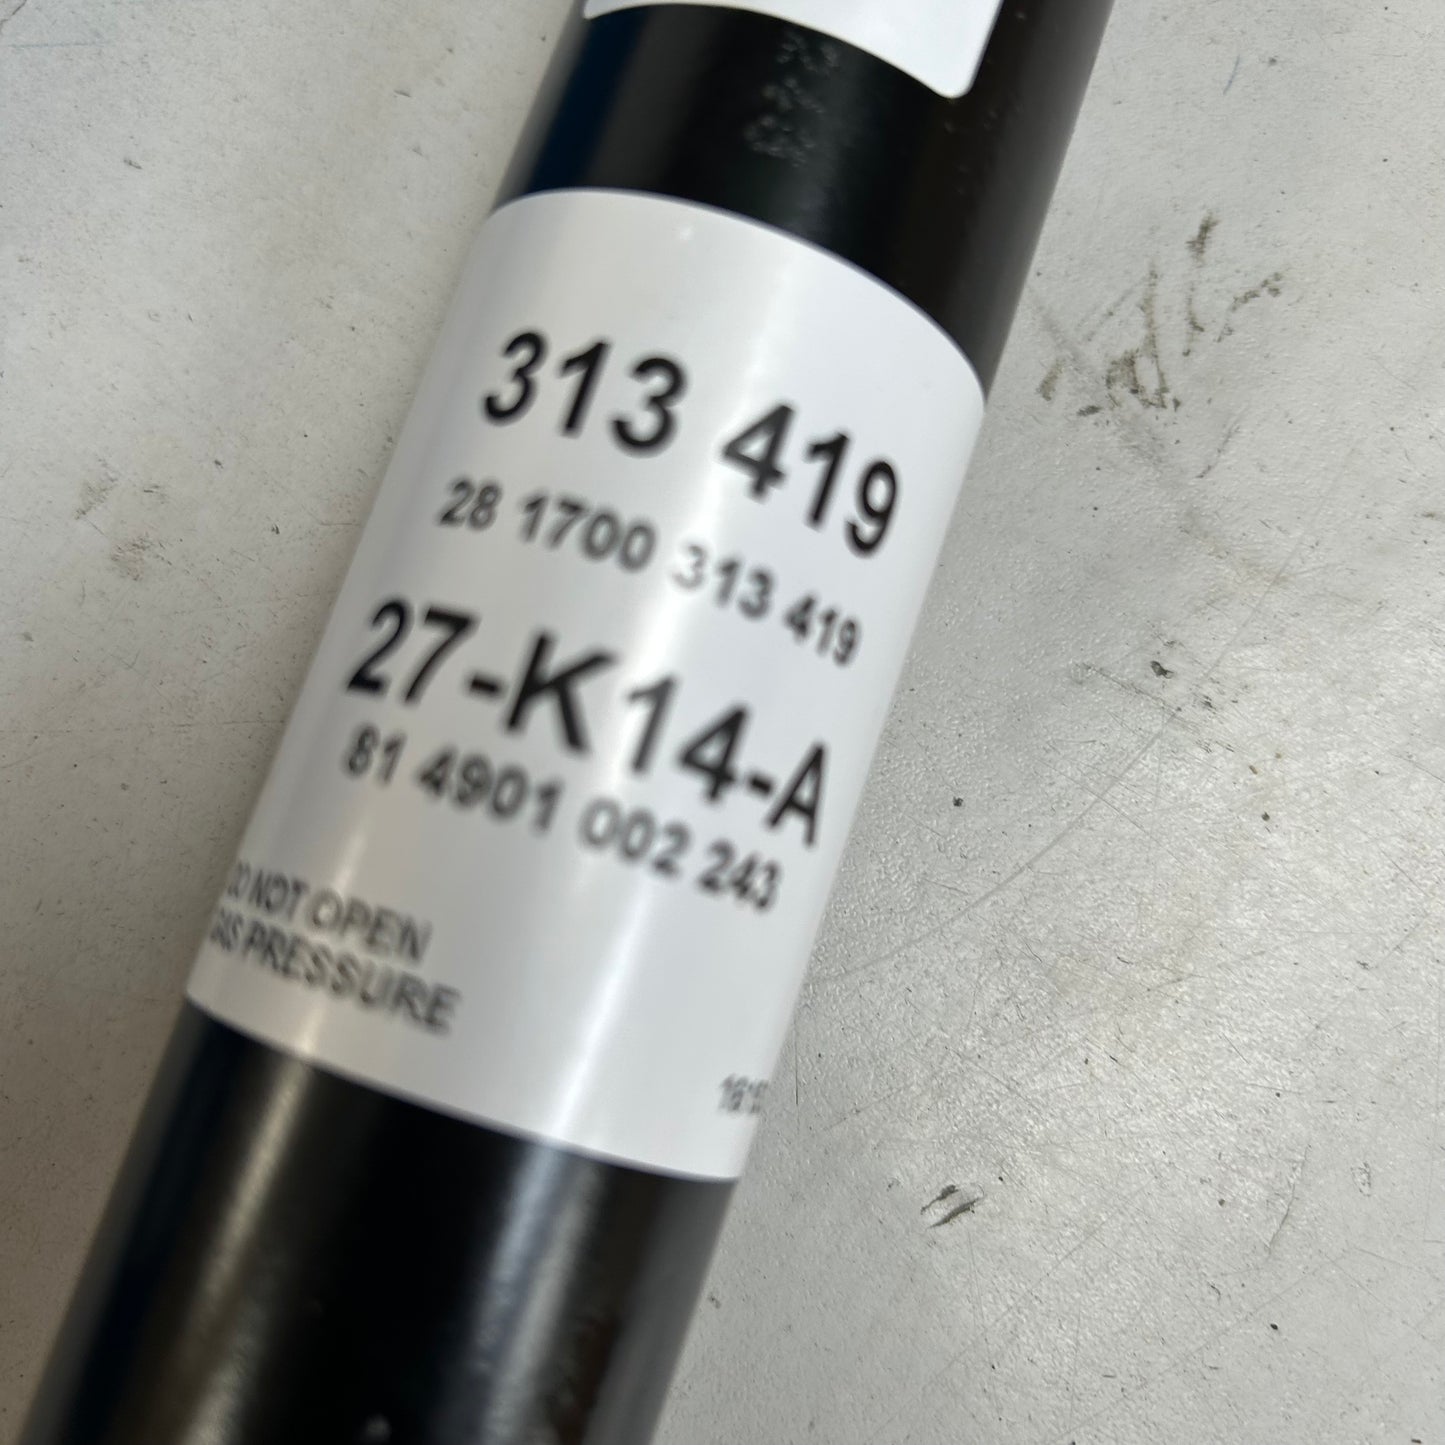 313 419
28 1700 313 419
27-K14-A
81 4901 002 243
DO NOT OPEN
GAS PRESSURE